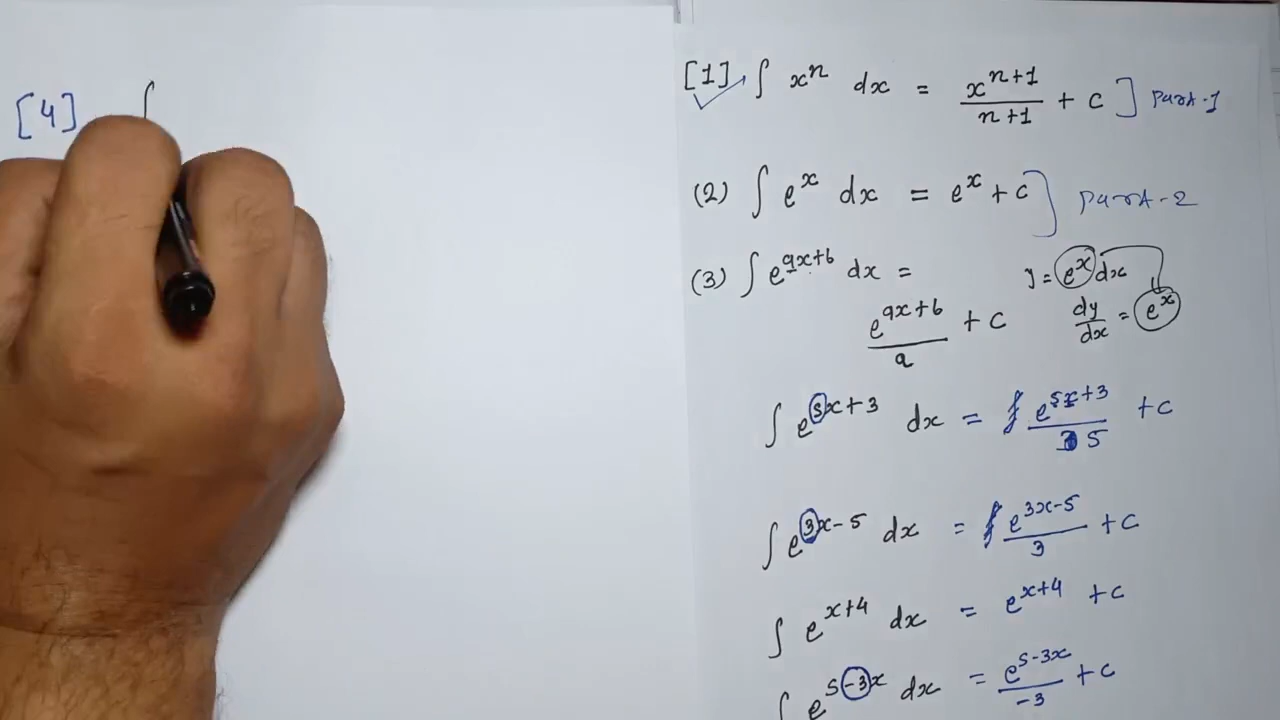 [4] ∫
[1] ∫ xⁿ dx = xⁿ⁺¹/n+1 + c ] Part-1
(2) ∫ eˣ dx = eˣ + c ] Part-2
(3) ∫ e^ax+b dx =
e^ax+b/a + c
y = eˣ dx
dy/dx = eˣ
∫ e^5x+3 dx = e^5x+3/5 + c
∫ e^3x-5 dx = e^3x-5/3 + c
∫ e^x+4 dx = e^x+4 + c
∫ e^5-3x dx = e^5-3x/-3 + c